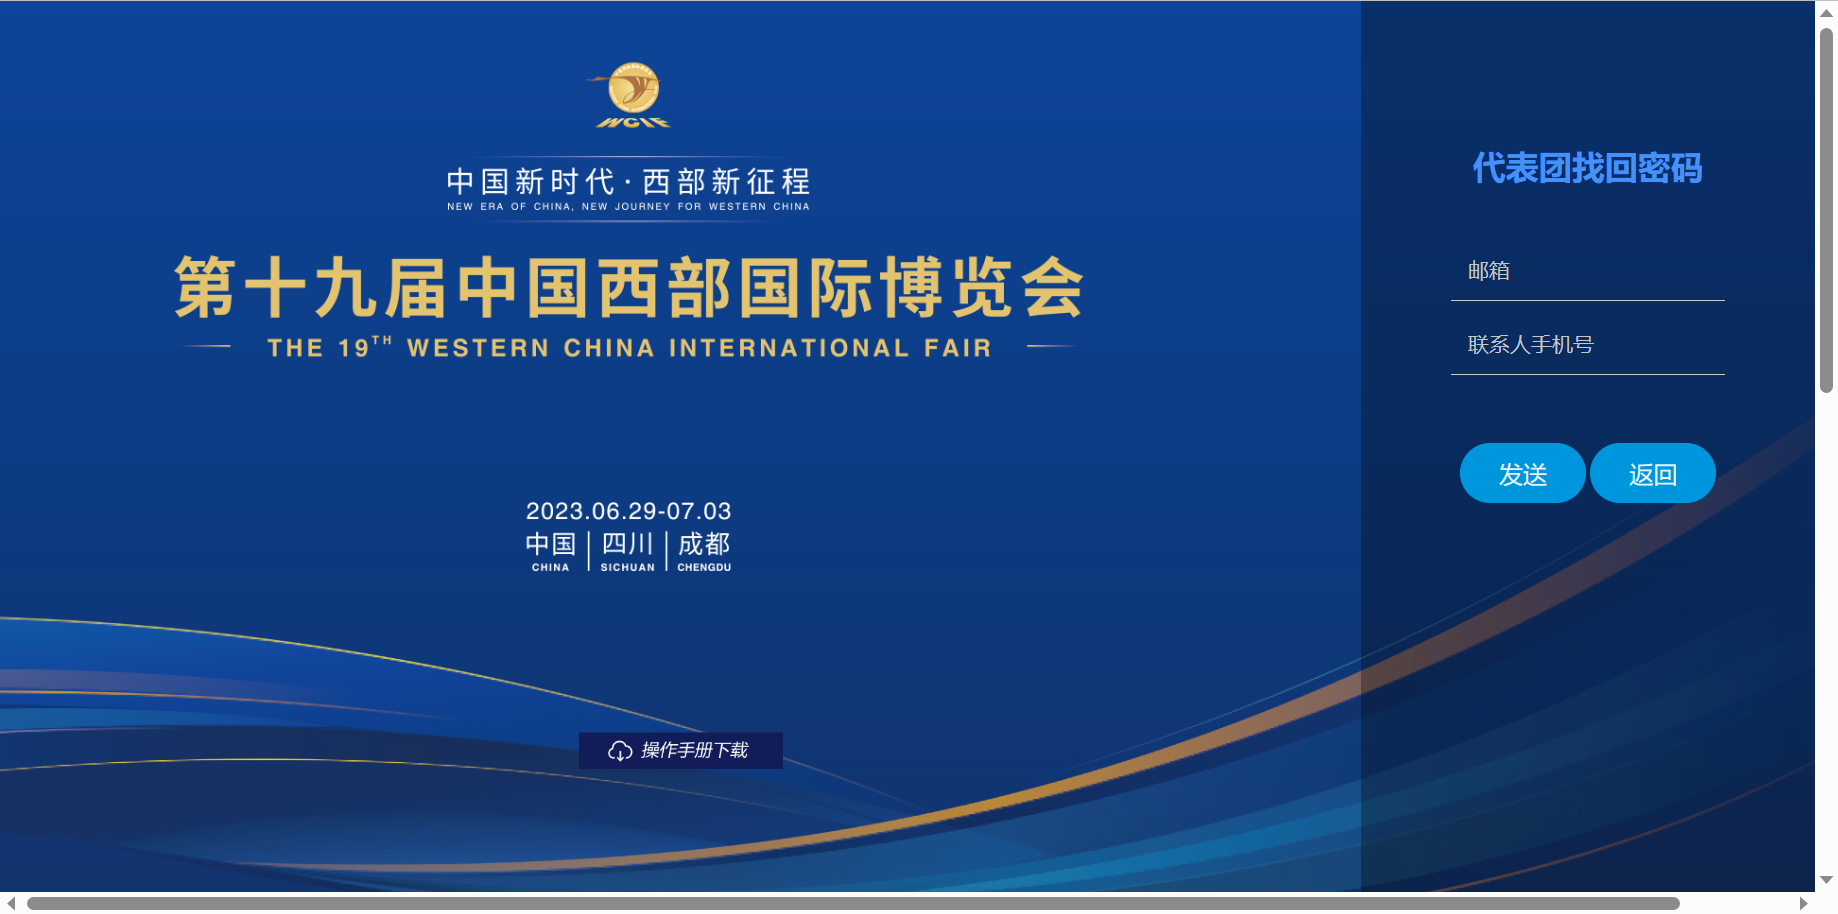 WCIF
中国新时代·西部新征程
NEW ERA OF CHINA, NEW JOURNEY FOR WESTERN CHINA
第十九届中国西部国际博览会
THE 19TH WESTERN CHINA INTERNATIONAL FAIR
2023.06.29-07.03
中国 | 四川 | 成都
CHINA SICHUAN CHENGDU
操作手册下载
代表团找回密码
邮箱
联系人手机号
发送 返回